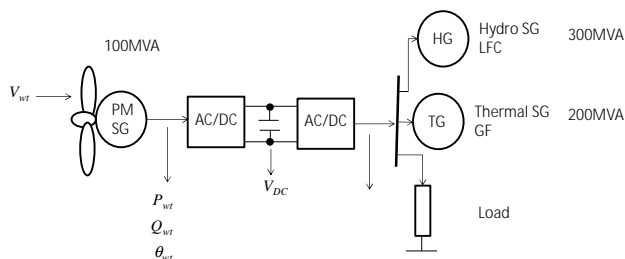 100MVA
V_wt
PM
SG
AC/DC
AC/DC
V_DC
P_wt
Q_wt
θ_wt
HG
Hydro SG
LFC
300MVA
TG
Thermal SG
GF
200MVA
Load